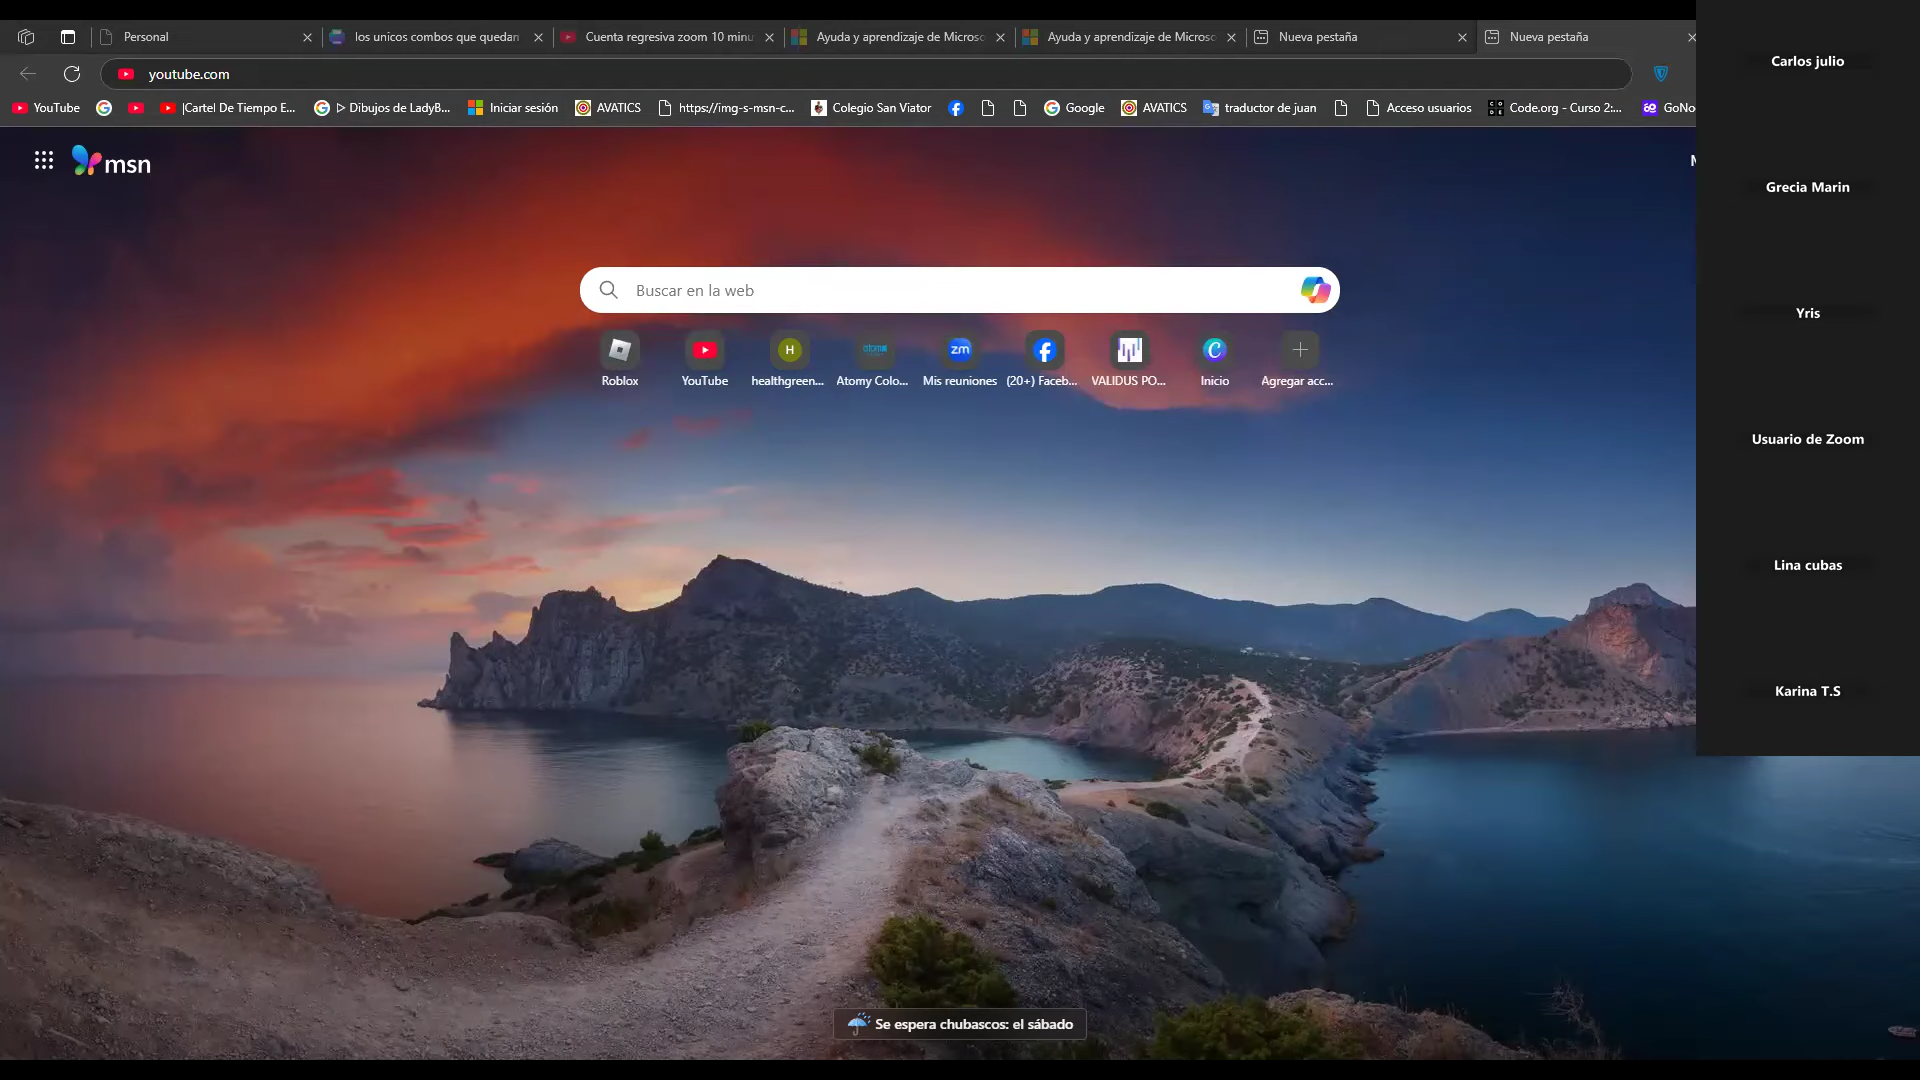 Personal
los unicos combos que quedan
Cuenta regresiva zoom 10 minu
Ayuda y aprendizaje de Microso
Ayuda y aprendizaje de Microso
Nueva pestaña
Nueva pestaña
youtube.com
YouTube
|Cartel De Tiempo E...
ᐅ Dibujos de LadyB...
Iniciar sesión
AVATICS
https://img-s-msn-c...
Colegio San Viator
Google
AVATICS
traductor de juan
Acceso usuarios
Code.org - Curso 2:...
GoNo
msn
Buscar en la web
zm
H
atom
Roblox
YouTube
healthgreen...
Atomy Colo...
Mis reuniones
(20+) Faceb...
VALIDUS PO...
Inicio
Agregar acc...
Se espera chubascos: el sábado
Carlos julio
Grecia Marin
Yris
Usuario de Zoom
Lina cubas
Karina T.S